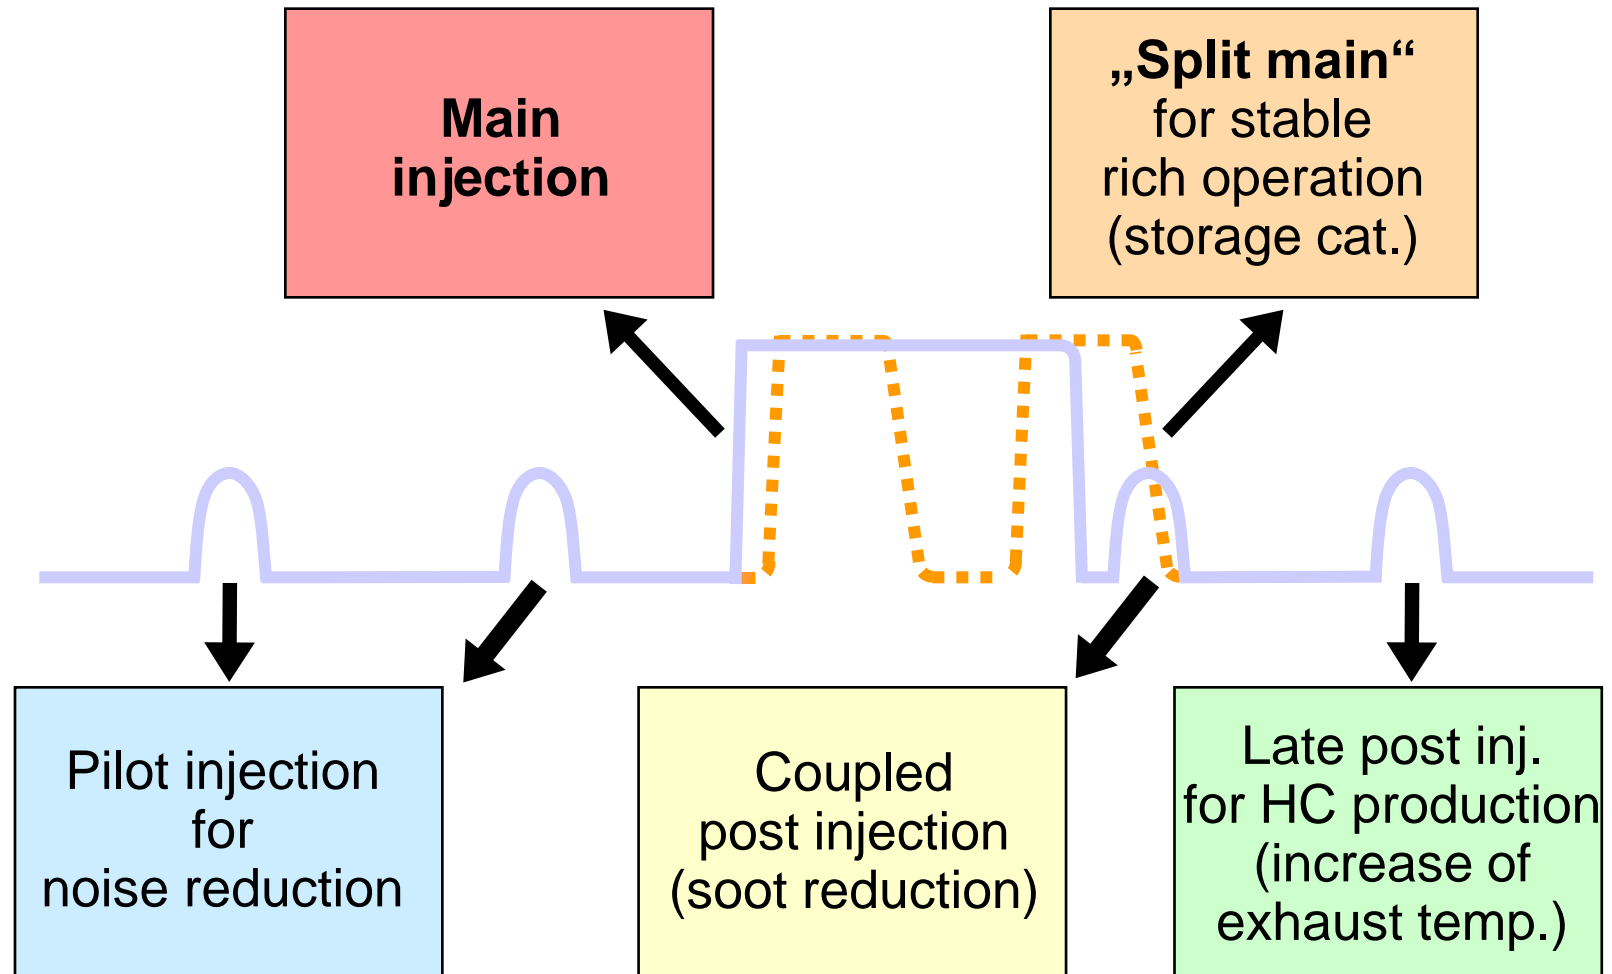 Main
injection
„Split main“
for stable
rich operation
(storage cat.)
Pilot injection
for
noise reduction
Coupled
post injection
(soot reduction)
Late post inj.
for HC production
(increase of
exhaust temp.)